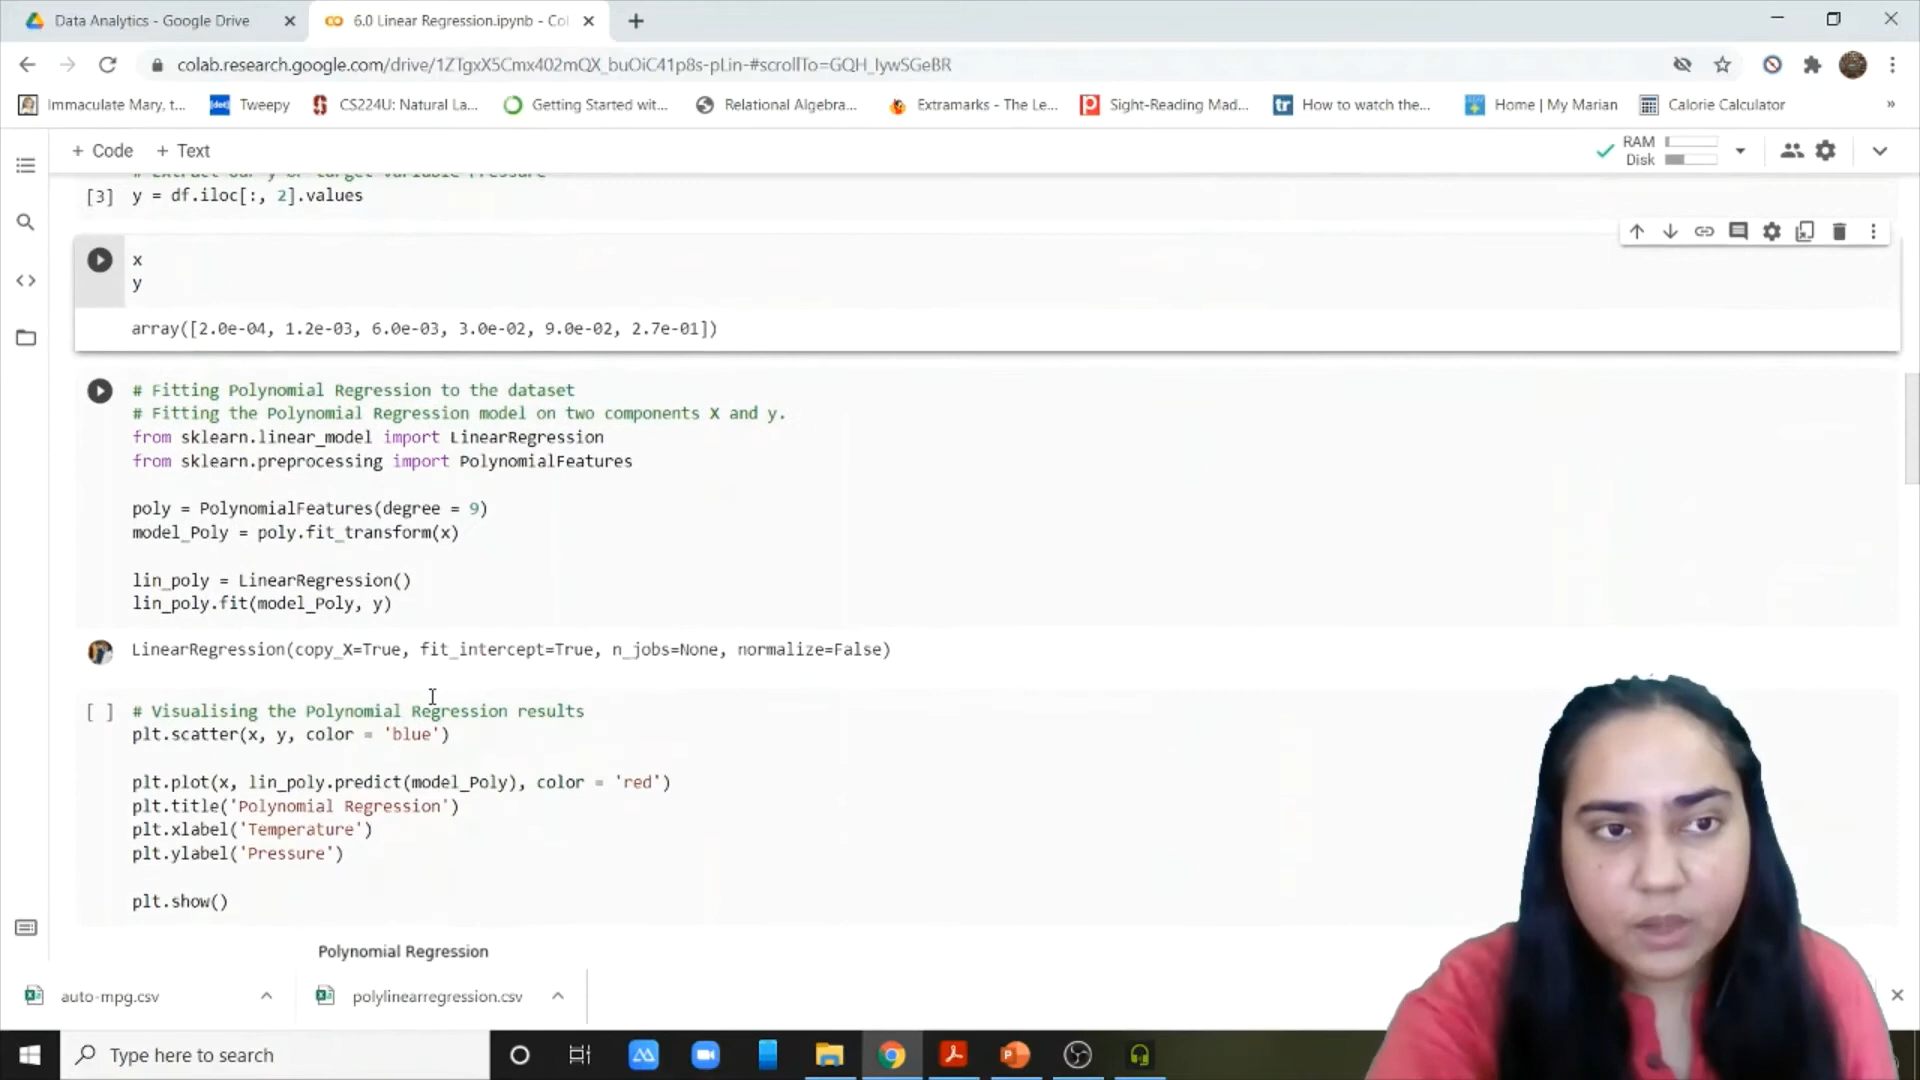 Data Analytics - Google Drive
6.0 Linear Regression.ipynb - Col
colab.research.google.com/drive/1ZTgxX5Cmx402mQX_buOiC41p8s-pLin-#scrollTo=GQH_lywSGeBR
Immaculate Mary, t...
Tweepy
CS224U: Natural La...
Getting Started wit...
Relational Algebra...
Extramarks - The Le...
Sight-Reading Mad...
How to watch the...
Home | My Marian
Calorie Calculator
»
+ Code + Text
RAM
Disk
[3] y = df.iloc[:, 2].values
x
y
array([2.0e-04, 1.2e-03, 6.0e-03, 3.0e-02, 9.0e-02, 2.7e-01])
# Fitting Polynomial Regression to the dataset
# Fitting the Polynomial Regression model on two components X and y.
from sklearn.linear_model import LinearRegression
from sklearn.preprocessing import PolynomialFeatures
poly = PolynomialFeatures(degree = 9)
model_Poly = poly.fit_transform(x)
lin_poly = LinearRegression()
lin_poly.fit(model_Poly, y)
LinearRegression(copy_X=True, fit_intercept=True, n_jobs=None, normalize=False)
[ ] # Visualising the Polynomial Regression results
plt.scatter(x, y, color = 'blue')
plt.plot(x, lin_poly.predict(model_Poly), color = 'red')
plt.title('Polynomial Regression')
plt.xlabel('Temperature')
plt.ylabel('Pressure')
plt.show()
Polynomial Regression
auto-mpg.csv
polylinearregression.csv
Type here to search